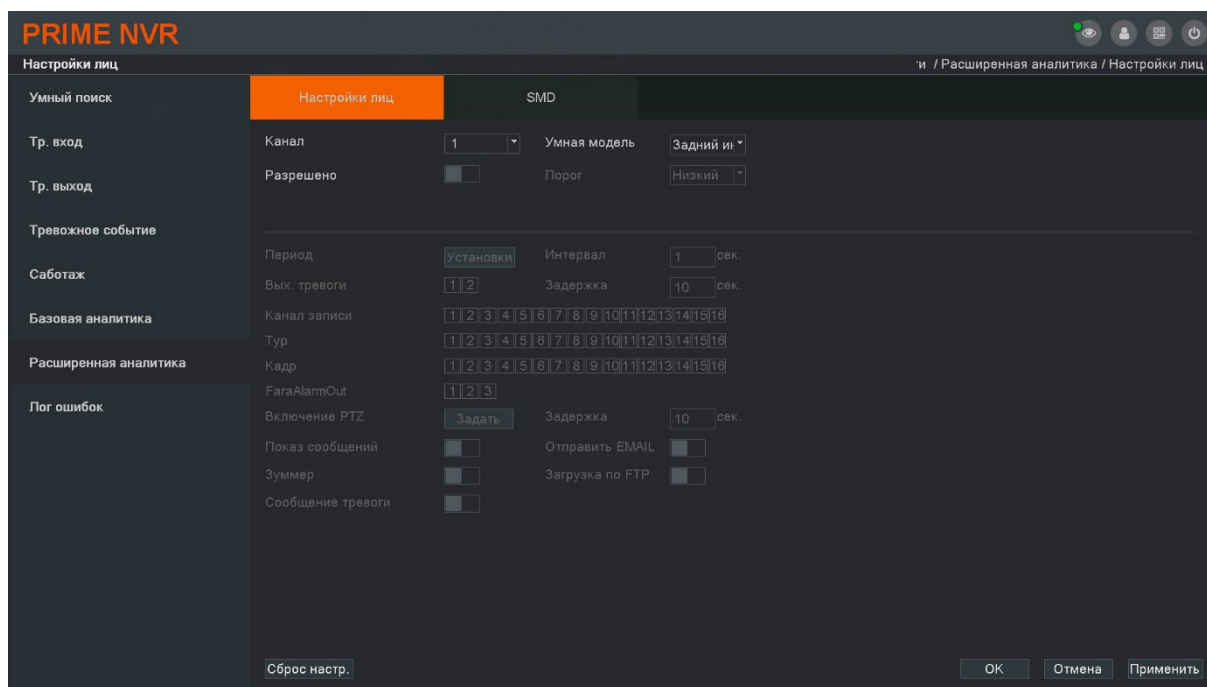 PRIME NVR
Настройки лиц
и / Расширенная аналитика / Настройки лиц
Умный поиск
Тр. вход
Тр. выход
Тревожное событие
Саботаж
Базовая аналитика
Расширенная аналитика
Лог ошибок
Настройки лиц SMD
Канал 1 Умная модель Задний ин
Разрешено Порог Низкий
Период Установки Интервал 1 сек.
Вых. тревоги 1 2 Задержка 10 сек.
Канал записи 1 2 3 4 5 6 7 8 9 10 11 12 13 14 15 16
Тур 1 2 3 4 5 6 7 8 9 10 11 12 13 14 15 16
Кадр 1 2 3 4 5 6 7 8 9 10 11 12 13 14 15 16
FaraAlarmOut 1 2 3
Включение PTZ Задать Задержка 10 сек.
Показ сообщений Отправить EMAIL
Зуммер Загрузка по FTP
Сообщение тревоги
Сброс настр. OK Отмена Применить